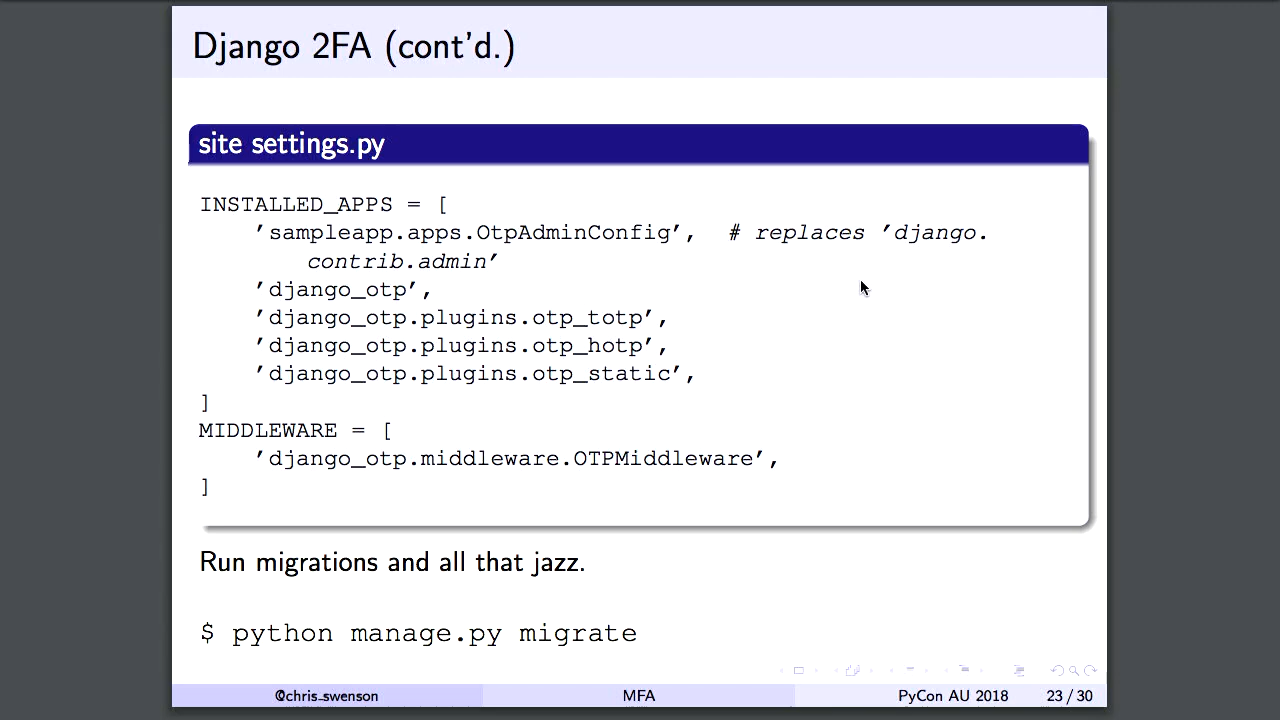 Django 2FA (cont'd.)
site settings.py
INSTALLED_APPS = [
    'sampleapp.apps.OtpAdminConfig',  # replaces 'django.
        contrib.admin'
    'django_otp',
    'django_otp.plugins.otp_totp',
    'django_otp.plugins.otp_hotp',
    'django_otp.plugins.otp_static',
]
MIDDLEWARE = [
    'django_otp.middleware.OTPMiddleware',
]
Run migrations and all that jazz.
$ python manage.py migrate
@chris_swenson MFA PyCon AU 2018 23 / 30